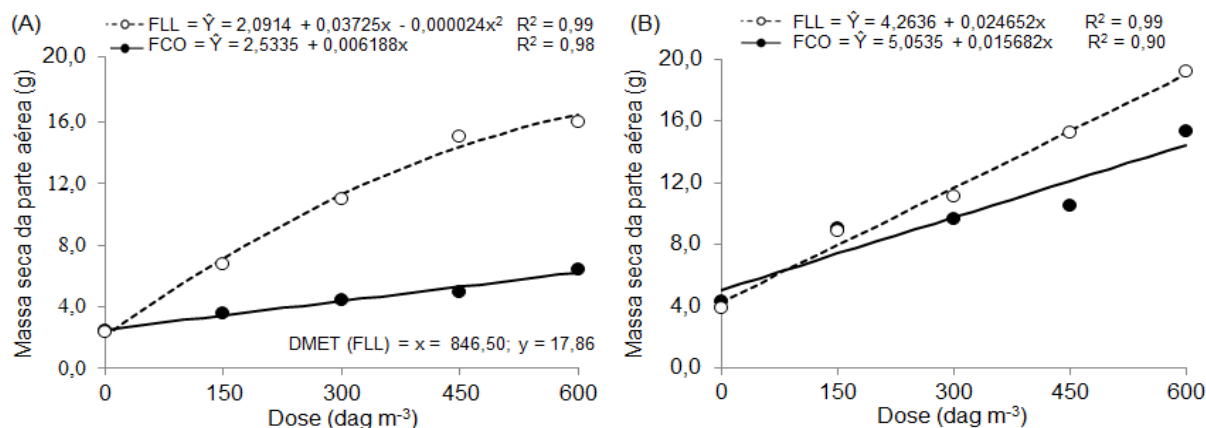 (A)
FLL = Ŷ = 2,0914 + 0,03725x - 0,000024x² R² = 0,99
FCO = Ŷ = 2,5335 + 0,006188x R² = 0,98
Massa seca da parte aérea (g)
20,0
16,0
12,0
8,0
4,0
0,0
DMET (FLL) = x = 846,50; y = 17,86
0 150 300 450 600
Dose (dag m⁻³)
(B)
FLL = Ŷ = 4,2636 + 0,024652x R² = 0,99
FCO = Ŷ = 5,0535 + 0,015682x R² = 0,90
Massa seca da parte aérea (g)
20,0
16,0
12,0
8,0
4,0
0,0
0 150 300 450 600
Dose (dag m⁻³)